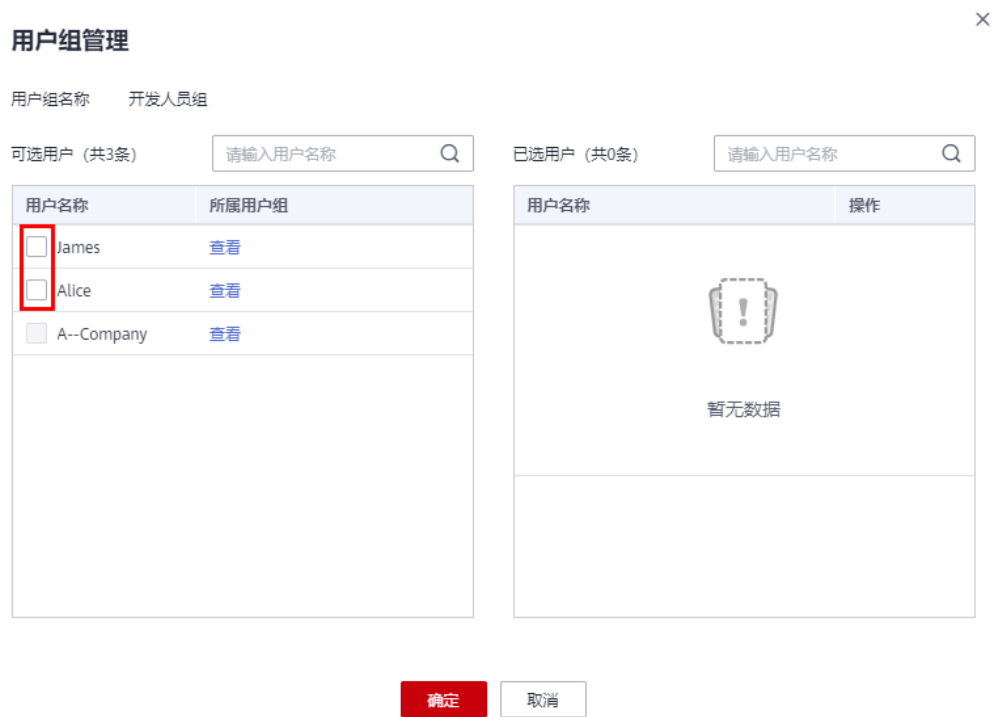 用户组管理
用户组名称 开发人员组
可选用户（共3条） 请输入用户名称
用户名称 所属用户组
James 查看
Alice 查看
A--Company 查看
已选用户（共0条） 请输入用户名称
用户名称 操作
暂无数据
确定 取消